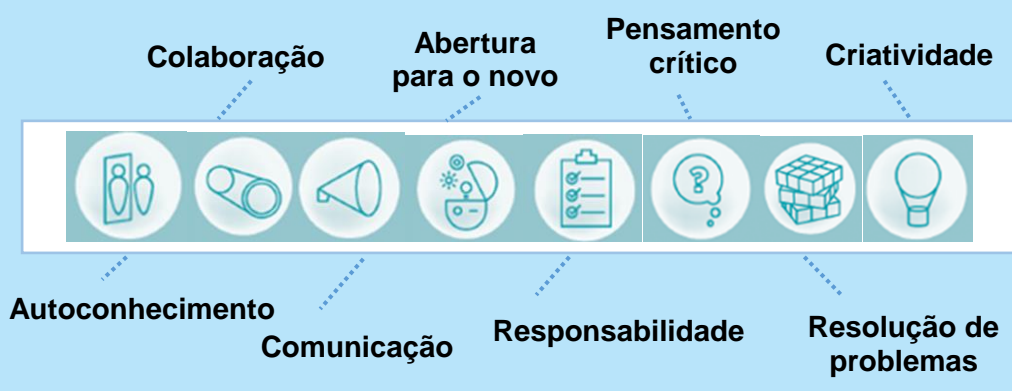 Colaboração
Abertura
para o novo
Pensamento
crítico
Criatividade
?
Autoconhecimento
Comunicação
Responsabilidade
Resolução de
problemas